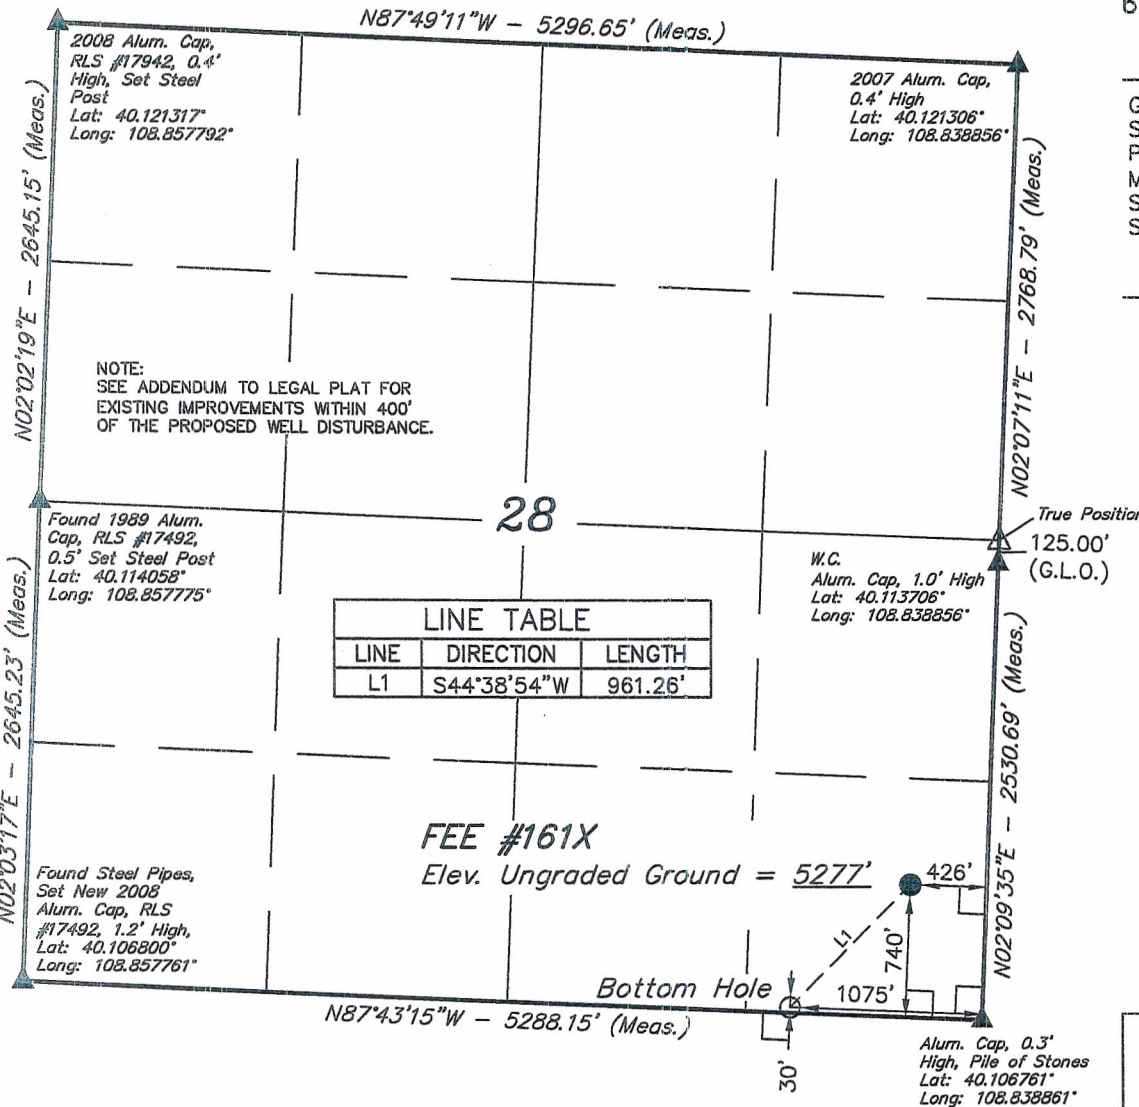 N87°49'11"W - 5296.65' (Meas.)
6
2008 Alum. Cap,
RLS #17942, 0.4'
High, Set Steel
Post
Lat: 40.121317°
Long: 108.857792°
2007 Alum. Cap,
0.4' High
Lat: 40.121306°
Long: 108.838856°
G
S
P
M
S
S
N02°02'19"E - 2645.15' (Meas.)
N02°07'11"E - 2768.79' (Meas.)
NOTE:
SEE ADDENDUM TO LEGAL PLAT FOR
EXISTING IMPROVEMENTS WITHIN 400'
OF THE PROPOSED WELL DISTURBANCE.
28
Found 1989 Alum.
Cap, RLS #17492,
0.5' Set Steel Post
Lat: 40.114058°
Long: 108.857775°
True Position
125.00'
(G.L.O.)
W.C.
Alum. Cap, 1.0' High
Lat: 40.113706°
Long: 108.838856°
LINE TABLE
LINE DIRECTION LENGTH
L1 S44°38'54"W 961.26'
N02°03'17"E - 2645.23' (Meas.)
N02°09'35"E - 2530.69' (Meas.)
FEE #161X
Elev. Ungraded Ground = 5277'
426'
L1
740'
Found Steel Pipes,
Set New 2008
Alum. Cap, RLS
#17492, 1.2' High,
Lat: 40.106800°
Long: 108.857761°
Bottom Hole
1075'
N87°43'15"W - 5288.15' (Meas.)
30'
Alum. Cap, 0.3'
High, Pile of Stones
Lat: 40.106761°
Long: 108.838861°